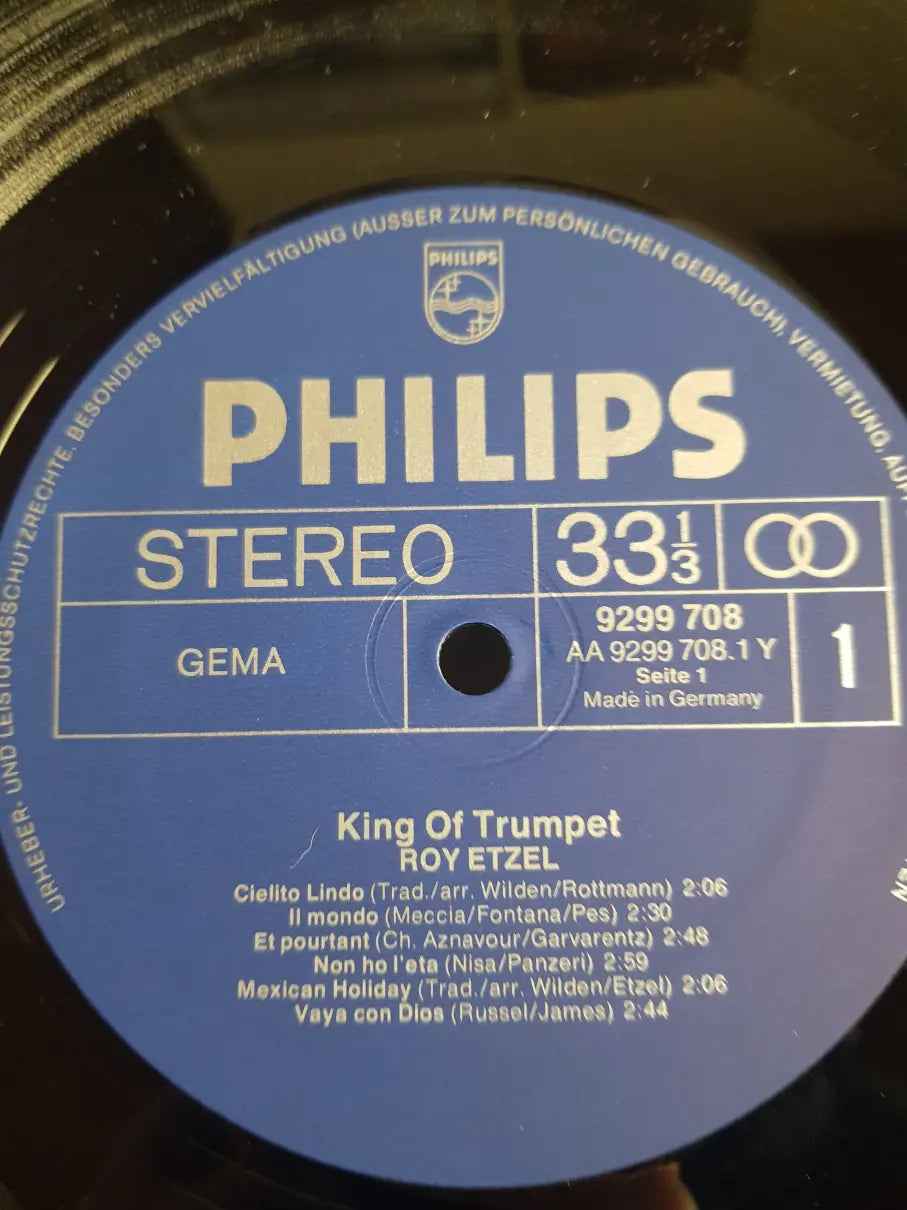 URHEBER- UND LEISTUNGSSCHUTZRECHTE, BESONDERS VERVIELFÄLTIGUNG (AUSSER ZUM PERSÖNLICHEN GEBRAUCH), VERMIETUNG,
PHILIPS
PHILIPS
STEREO
33 1/3
GEMA
9299 708
AA 9299 708.1 Y
Seite 1
Made in Germany
1
King Of Trumpet
ROY ETZEL
Cielito Lindo (Trad./arr. Wilden/Rottmann) 2:06
Il mondo (Meccia/Fontana/Pes) 2:30
Et pourtant (Ch. Aznavour/Garvarentz) 2:48
Non ho l'eta (Nisa/Panzeri) 2:59
Mexican Holiday (Trad./arr. Wilden/Etzel) 2:06
Vaya con Dios (Russel/James) 2:44